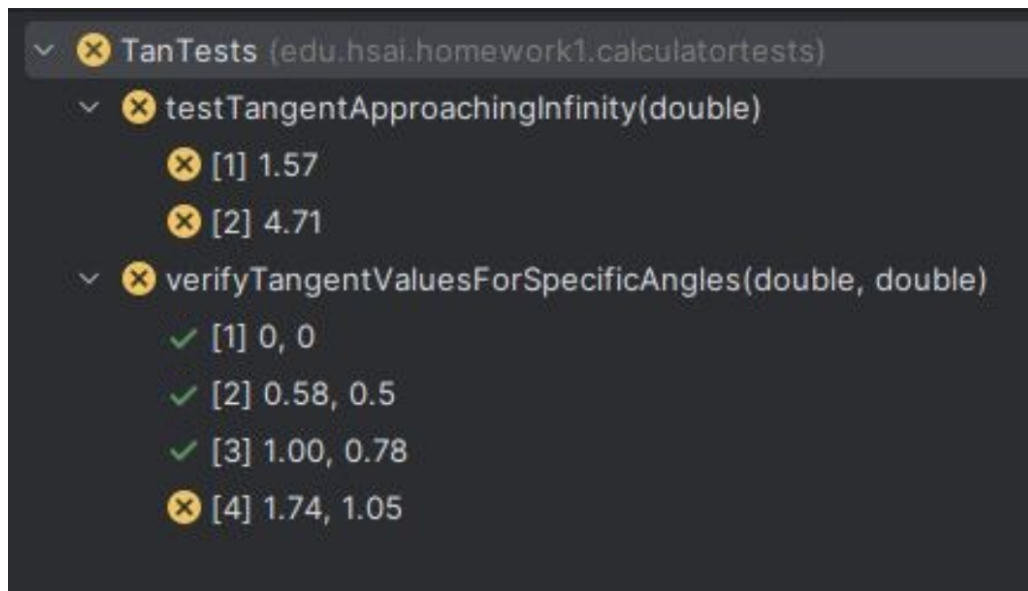 TanTests (edu.hsai.homework1.calculatortests)
testTangentApproachingInfinity(double)
[1] 1.57
[2] 4.71
verifyTangentValuesForSpecificAngles(double, double)
[1] 0, 0
[2] 0.58, 0.5
[3] 1.00, 0.78
[4] 1.74, 1.05